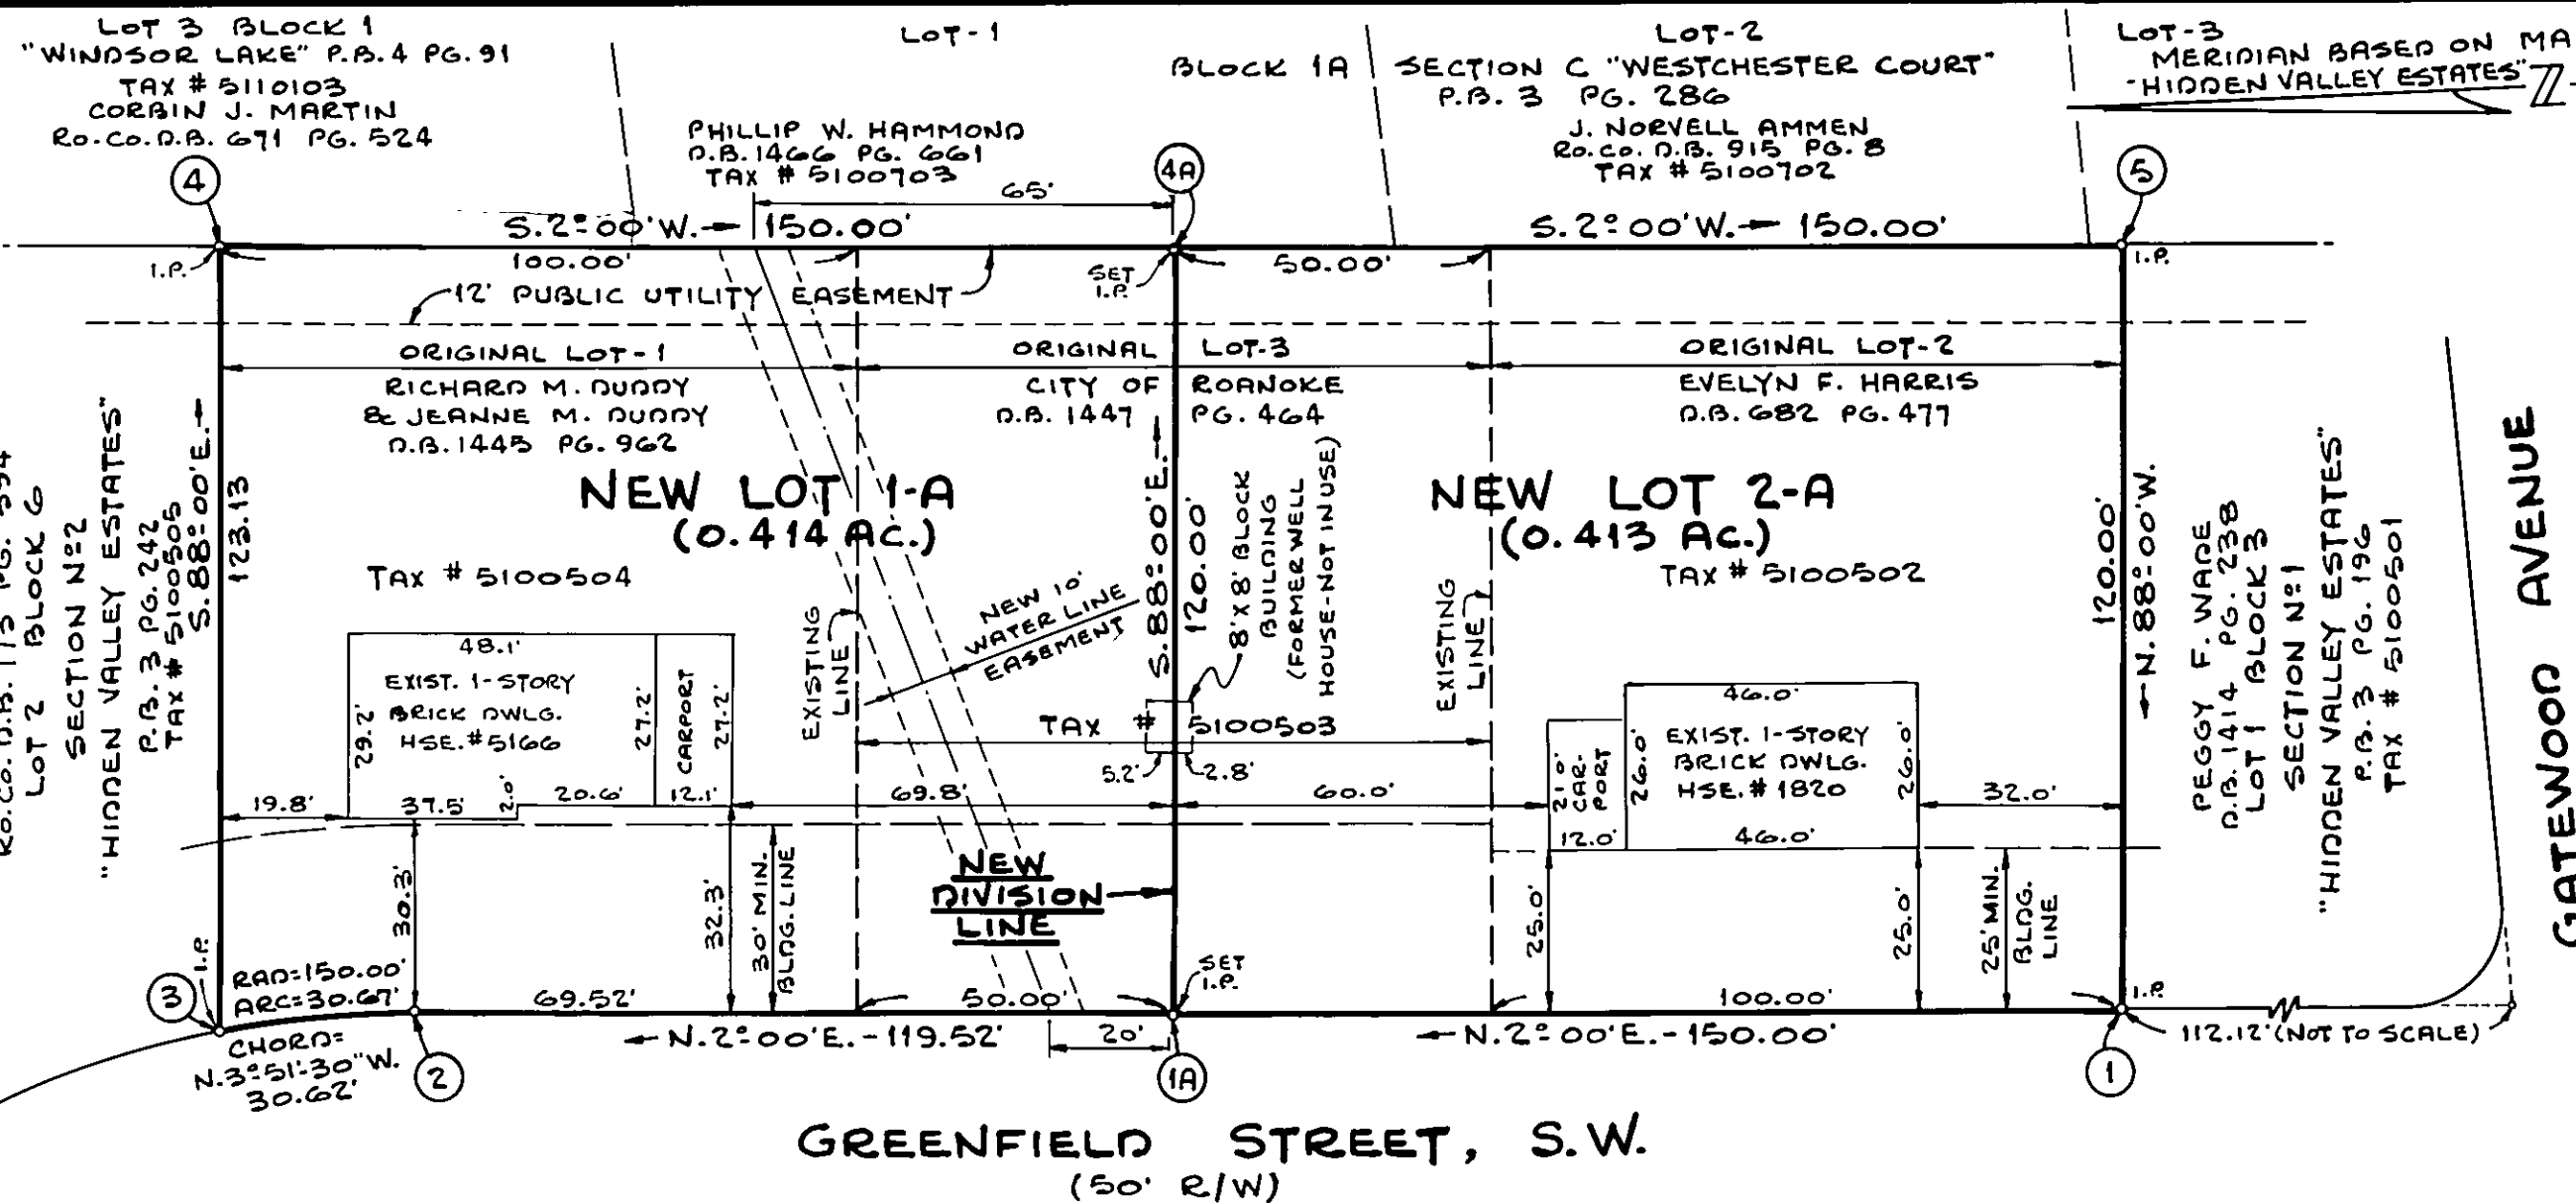 LOT 3 BLOCK 1
"WINDSOR LAKE" P.B. 4 PG. 91
TAX # 5110103
CORBIN J. MARTIN
RO. CO. D.B. 671 PG. 524
LOT-1
BLOCK 1A
LOT-2
SECTION C "WESTCHESTER COURT"
P.B. 3 PG. 286
J. NORVELL AMMEN
RO. CO. D.B. 915 PG. 8
TAX # 5100702
LOT-3
MERIDIAN BASED ON MA
"HIDDEN VALLEY ESTATES"
PHILLIP W. HAMMOND
D.B. 1466 PG. 661
TAX # 5100703
65'
4
4A
5
S. 2° 00' W. → 150.00'
S. 2° 00' W. → 150.00'
I.P.
100.00'
SET
I.P.
50.00'
I.P.
12' PUBLIC UTILITY EASEMENT
ORIGINAL LOT-1
RICHARD M. DUDDY
& JEANNE M. DUDDY
D.B. 1445 PG. 962
ORIGINAL LOT-3
CITY OF ROANOKE
D.B. 1447 PG. 464
ORIGINAL LOT-2
EVELYN F. HARRIS
D.B. 682 PG. 477
LOT 2 BLOCK 6
SECTION Nº2
"HIDDEN VALLEY ESTATES"
P.B. 3 PG. 242
TAX # 5100505
S. 88° 00' E. →
123.13
NEW LOT 1-A
(0.414 AC.)
TAX # 5100504
NEW LOT 2-A
(0.413 AC.)
TAX # 5100502
S. 88° 00' E. →
120.00'
8' X 8' BLOCK
BUILDING
(FORMER WELL
HOUSE-NOT IN USE)
EXISTING
LINE
NEW 10'
WATER LINE
EASEMENT
EXISTING
LINE
120.00'
← N. 88° 00' W.
PEGGY F. WADE
D.B. 1414 PG. 238
LOT 1 BLOCK 3
SECTION Nº1
"HIDDEN VALLEY ESTATES"
P.B. 3 PG. 196
TAX # 5100501
GATEWOOD AVENUE
48.1'
EXIST. 1-STORY
BRICK DWLG.
HSE. # 5166
29.2'
27.2'
CARPORT
27.2'
TAX # 5100503
5.2'
2.8'
46.0'
EXIST. 1-STORY
BRICK DWLG.
HSE. # 1820
21.0'
CAR-
PORT
26.0'
26.0'
19.8'
37.5'
2.0'
20.6'
12.1'
69.8'
60.0'
12.0'
46.0'
32.0'
30.3'
32.3'
30' MIN.
BLDG. LINE
NEW
DIVISION
LINE
25.0'
25.0'
25' MIN.
BLDG.
LINE
I.P.
3
RAD=150.00'
ARC=30.67'
69.52'
50.00'
SET
I.P.
100.00'
I.P.
CHORD=
N. 3° 51' 30" W.
30.62'
2
← N. 2° 00' E. - 119.52'
20'
1A
← N. 2° 00' E. - 150.00'
1
112.12' (NOT TO SCALE)
GREENFIELD STREET, S.W.
(50' R/W)